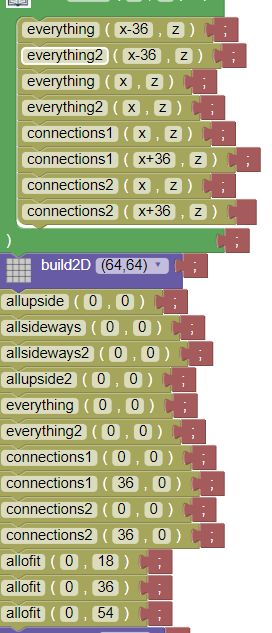 everything ( x-36 , z ) ;
everything2 ( x-36 , z ) ;
everything ( x , z ) ;
everything2 ( x , z ) ;
connections1 ( x , z ) ;
connections1 ( x+36 , z ) ;
connections2 ( x , z ) ;
connections2 ( x+36 , z ) ;
) ;
build2D (64,64) ▾ ;
allupside ( 0 , 0 ) ;
allsideways ( 0 , 0 ) ;
allsideways2 ( 0 , 0 ) ;
allupside2 ( 0 , 0 ) ;
everything ( 0 , 0 ) ;
everything2 ( 0 , 0 ) ;
connections1 ( 0 , 0 ) ;
connections1 ( 36 , 0 ) ;
connections2 ( 0 , 0 ) ;
connections2 ( 36 , 0 ) ;
allofit ( 0 , 18 ) ;
allofit ( 0 , 36 ) ;
allofit ( 0 , 54 ) ;